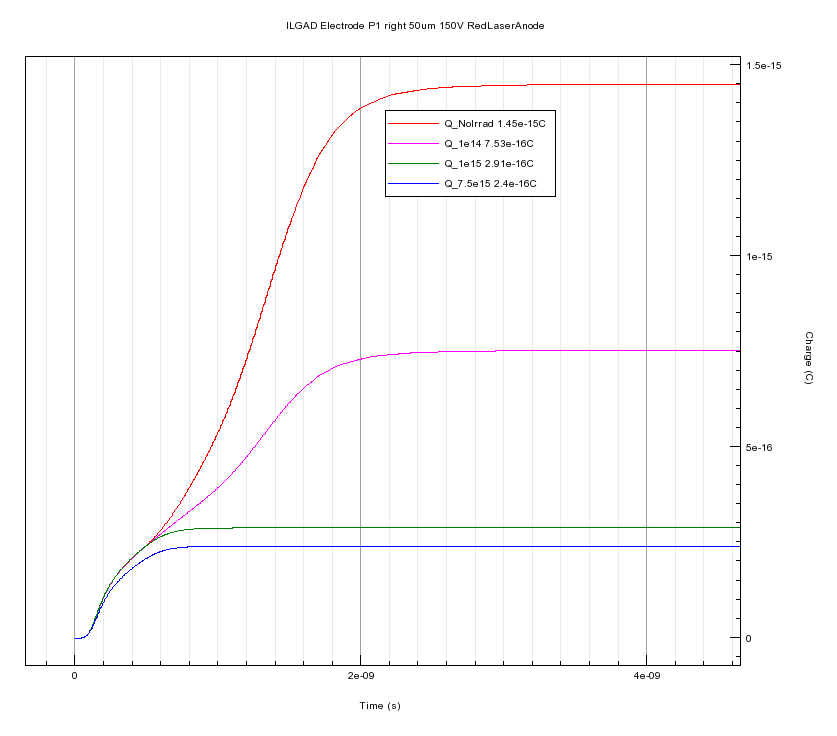 ILGAD Electrode P1 right 50um 150V RedLaserAnode
1.5e-15
Q_NoIrrad 1.45e-15C
Q_1e14 7.53e-16C
Q_1e15 2.91e-16C
Q_7.5e15 2.4e-16C
1e-15
Charge (C)
5e-16
0
0
2e-09
4e-09
Time (s)